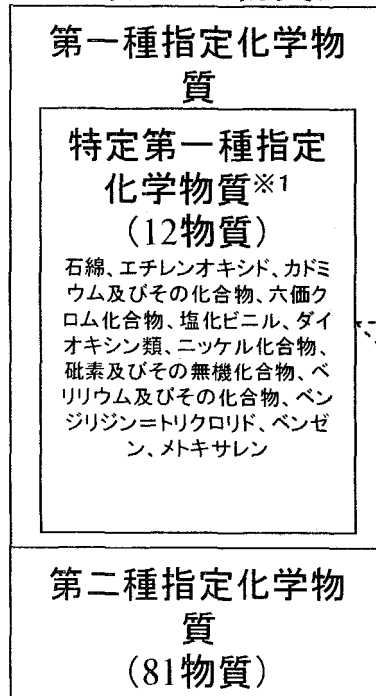 第一種指定化学物
質
特定第一種指定
化学物質※1
（12物質）
石綿、エチレンオキシド、カドミ
ウム及びその化合物、六価ク
ロム化合物、塩化ビニル、ダイ
オキシン類、ニッケル化合物、
砒素及びその無機化合物、ベ
リリウム及びその化合物、ベン
ジリジン＝トリクロリド、ベンゼ
ン、メトキサレン
第二種指定化学物
質
（81物質）